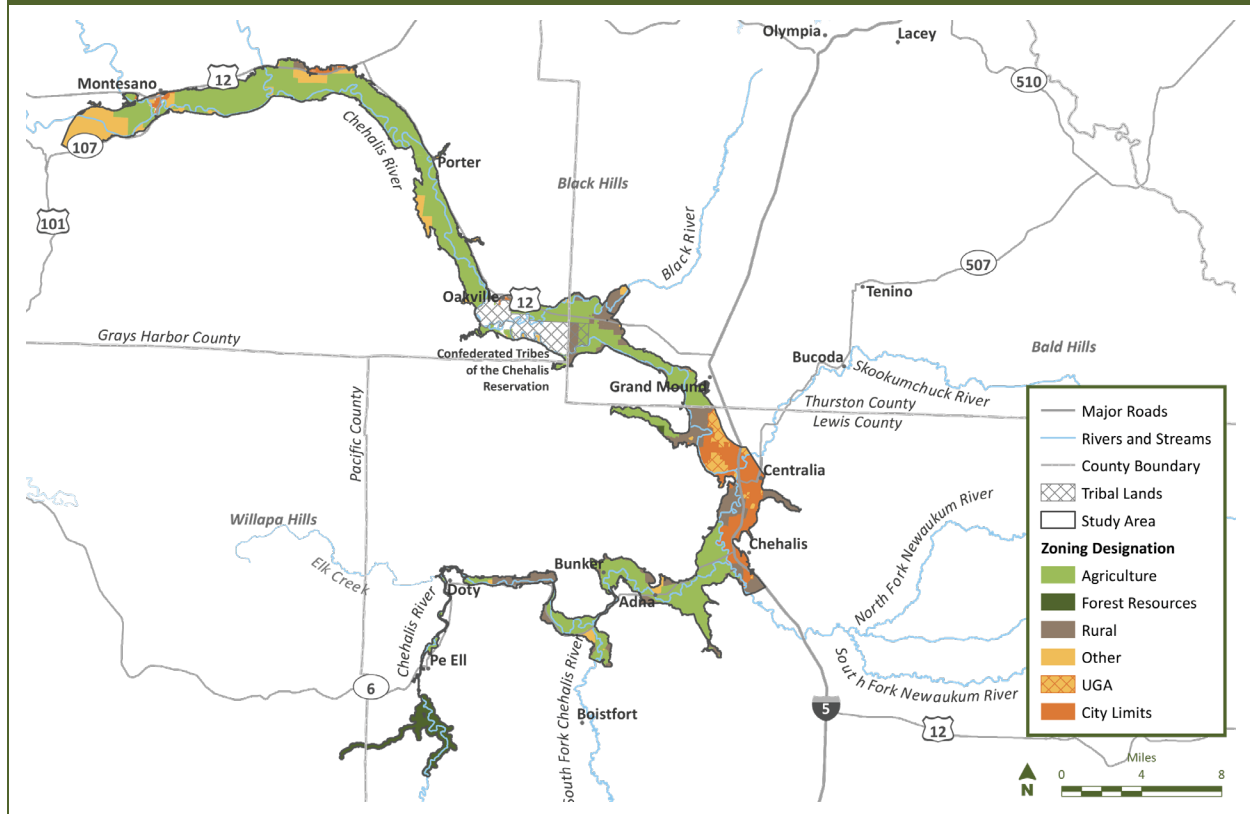 Olympia
Lacey
Montesano
12
510
107
Chehalis River
Porter
Black Hills
101
Black River
507
Tenino
Oakville
12
Grays Harbor County
Confederated Tribes
of the Chehalis
Reservation
Bucoda
Bald Hills
Skookumchuck River
Grand Mound
Thurston County
Lewis County
Pacific County
Centralia
Willapa Hills
North Fork Newaukum River
Elk Creek
Chehalis
Bunker
Doty
Adna
Chehalis River
Pe Ell
South Fork Newaukum River
6
South Fork Chehalis River
Boistfort
5
12
Major Roads
Rivers and Streams
County Boundary
Tribal Lands
Study Area
Zoning Designation
Agriculture
Forest Resources
Rural
Other
UGA
City Limits
Miles
N
0 4 8